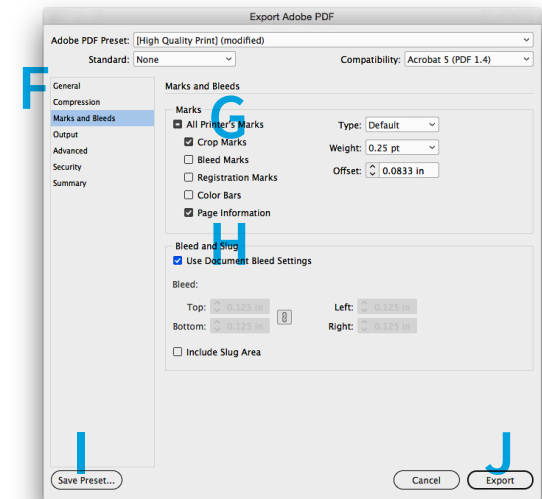 Export Adobe PDF
Adobe PDF Preset: [High Quality Print] (modified)
Standard: None Compatibility: Acrobat 5 (PDF 1.4)
F
General
Compression
Marks and Bleeds
Output
Advanced
Security
Summary
Marks and Bleeds
G
Marks
All Printer's Marks
Crop Marks
Bleed Marks
Registration Marks
Color Bars
Page Information
Type: Default
Weight: 0.25 pt
Offset: 0.0833 in
H
Bleed and Slug
Use Document Bleed Settings
Bleed:
Top: 0.125 in Left: 0.125 in
Bottom: 0.125 in Right: 0.125 in
Include Slug Area
I J
Save Preset... Cancel Export